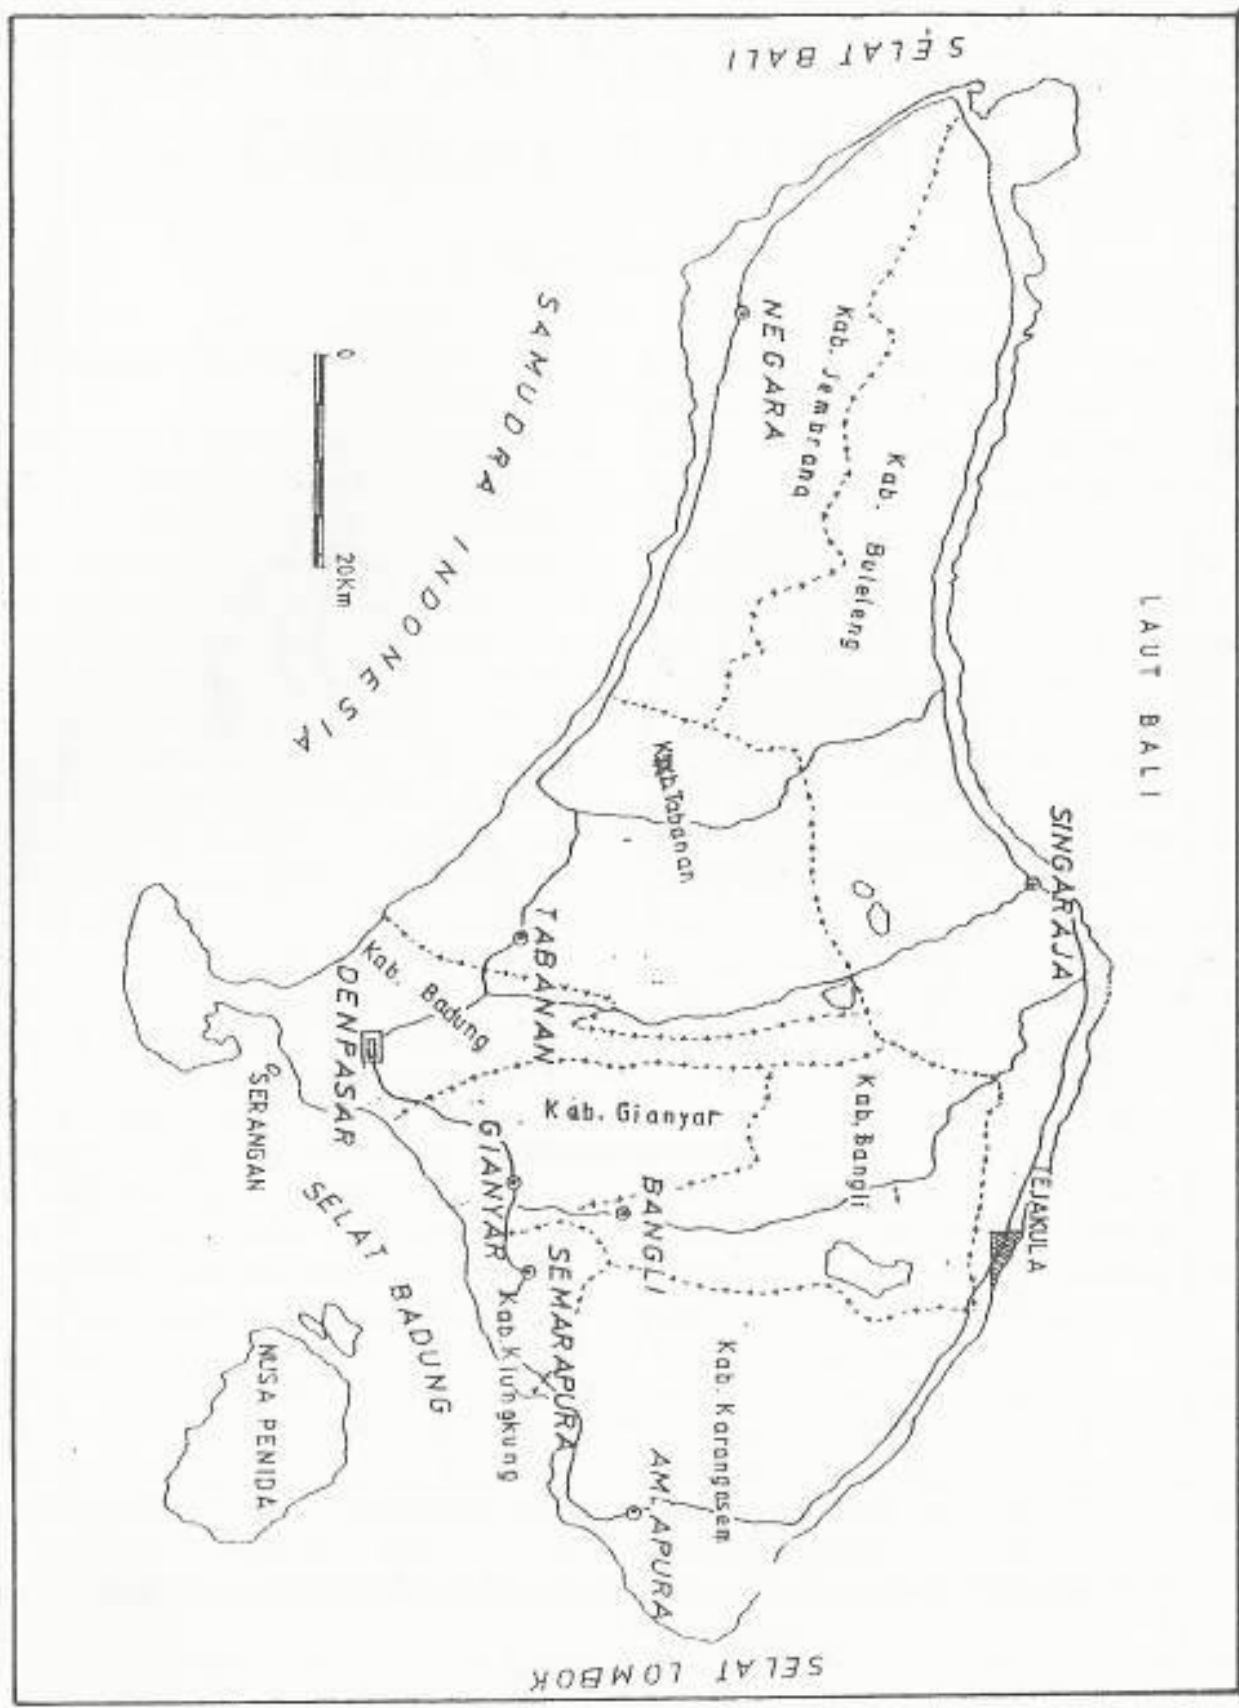 LAUT BALI
SELAT BALI
SINGARAJA
TEJAKULA
Kab. Buleleng
Kab. Jembrana
NEGARA
Kab. Bangli
Kab. Tabanan
Kab. Gianyar
Kab. Karangasem
BANGLI
AMLAPURA
TABANAN
GIANYAR
SEMARAPURA
Kab. Klungkung
Kab. Badung
DENPASAR
SAMUDRA INDONESIA
SERANGAN
SELAT BADUNG
NUSA PENIDA
SELAT LOMBOK
0 20Km